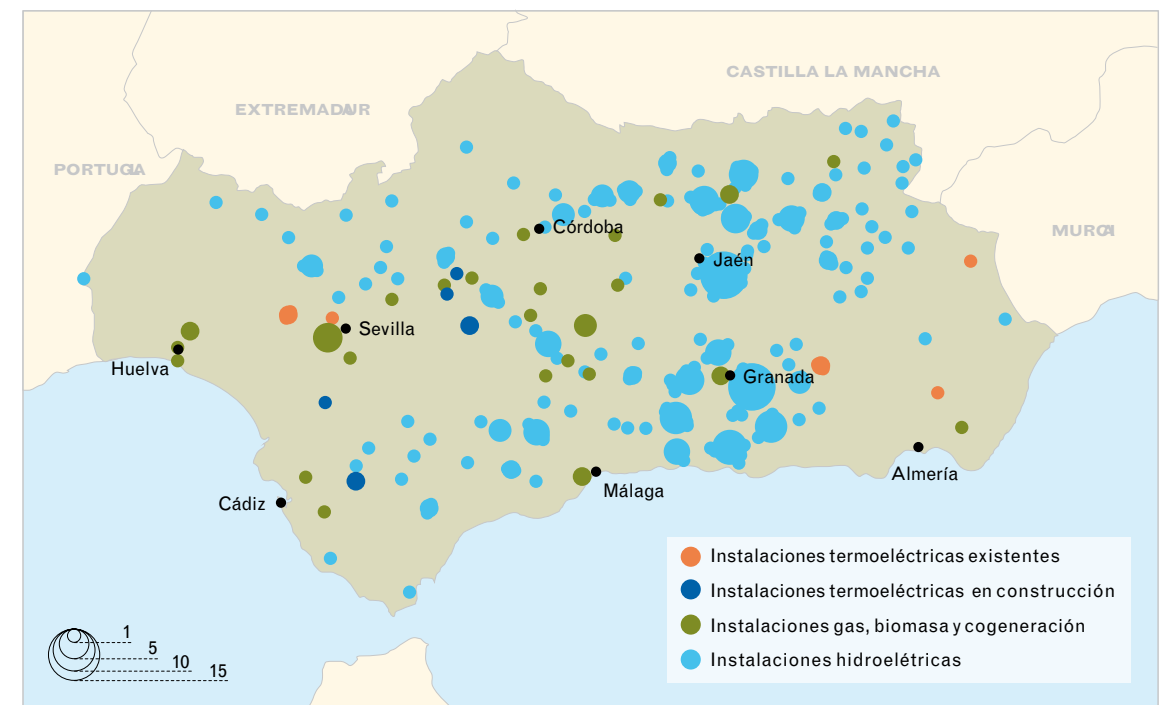 CASTILLA LA MANCHA
EXTREMADUR
PORTUGA
MURCI
Córdoba
Jaén
Sevilla
Huelva
Granada
Almería
Málaga
Cádiz
Instalaciones termoeléctricas existentes
Instalaciones termoeléctricas en construcción
Instalaciones gas, biomasa y cogeneración
Instalaciones hidroelétricas
1
5
10
15